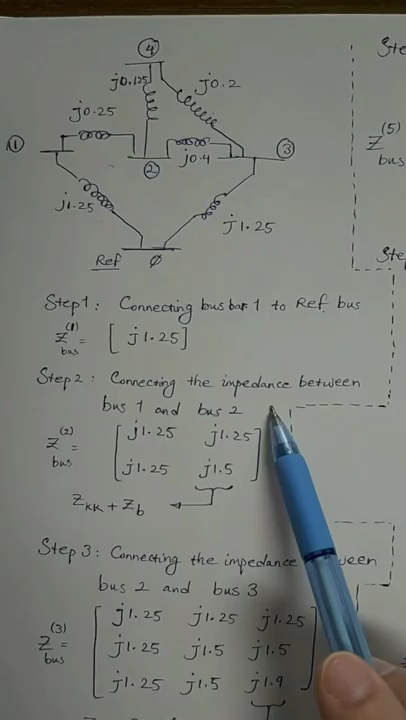 ④
j0.125
j0.2
j0.25
①
②
j0.4
③
j1.25
j1.25
Ref
φ
Step1: Connecting busbar 1 to Ref. bus
Z(1)bus = [ j1.25 ]
Step 2: Connecting the impedance between
bus 1 and bus 2
Z(2)bus = [ j1.25 j1.25
j1.25 j1.5 ]
ZKK + Zb
Step 3: Connecting the impedance between
bus 2 and bus 3
Z(3)bus = [ j1.25 j1.25 j1.25
j1.25 j1.5 j1.5
j1.25 j1.5 j1.9 ]
Z(5)bus